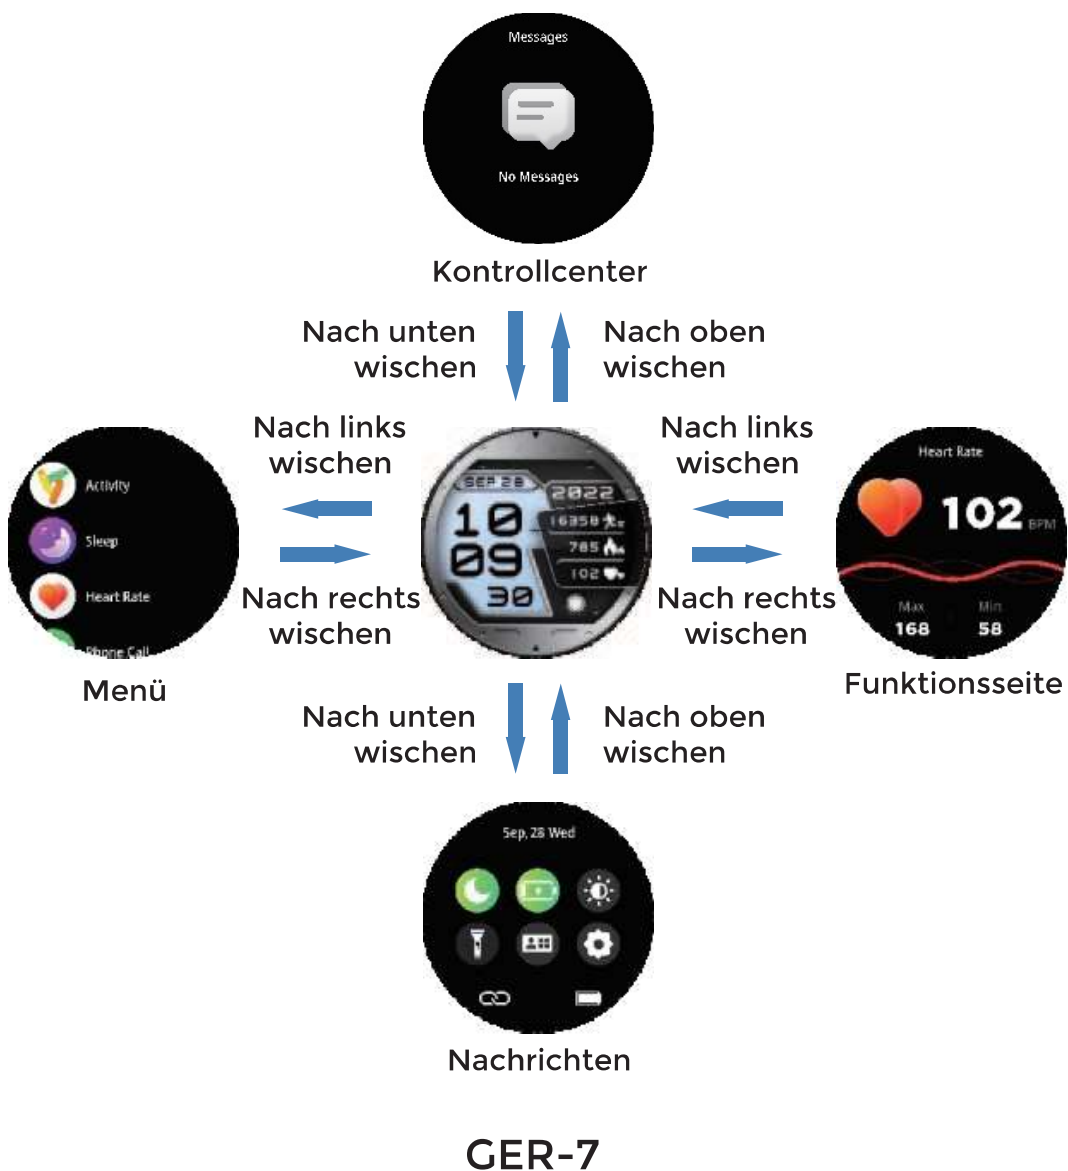 Messages
No Messages
Kontrollcenter
Nach unten
wischen
Nach oben
wischen
Nach links
wischen
Nach links
wischen
Activity
Sleep
Heart Rate
Phone Call
SEP 28
2022
10
09
30
16358
785
102
Heart Rate
102 BPM
Max
Min
168
58
Nach rechts
wischen
Nach rechts
wischen
Menü
Funktionsseite
Nach unten
wischen
Nach oben
wischen
Sep, 28 Wed
Nachrichten
GER-7